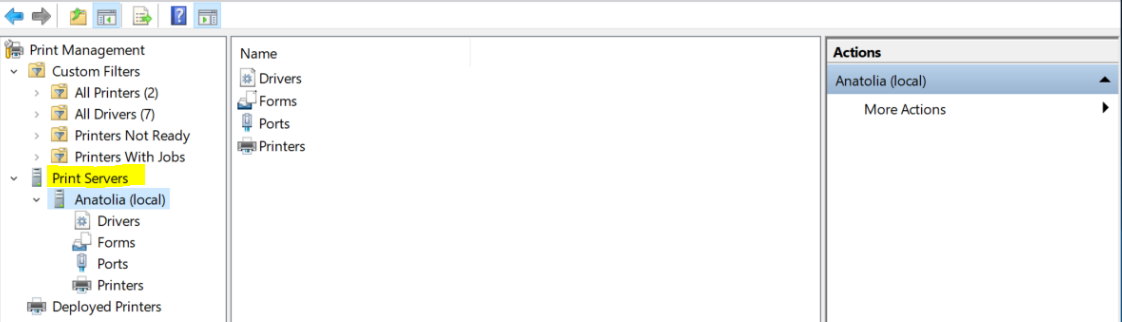 Print Management
Custom Filters
All Printers (2)
All Drivers (7)
Printers Not Ready
Printers With Jobs
Print Servers
Anatolia (local)
Drivers
Forms
Ports
Printers
Deployed Printers
Name
Drivers
Forms
Ports
Printers
Actions
Anatolia (local)
More Actions